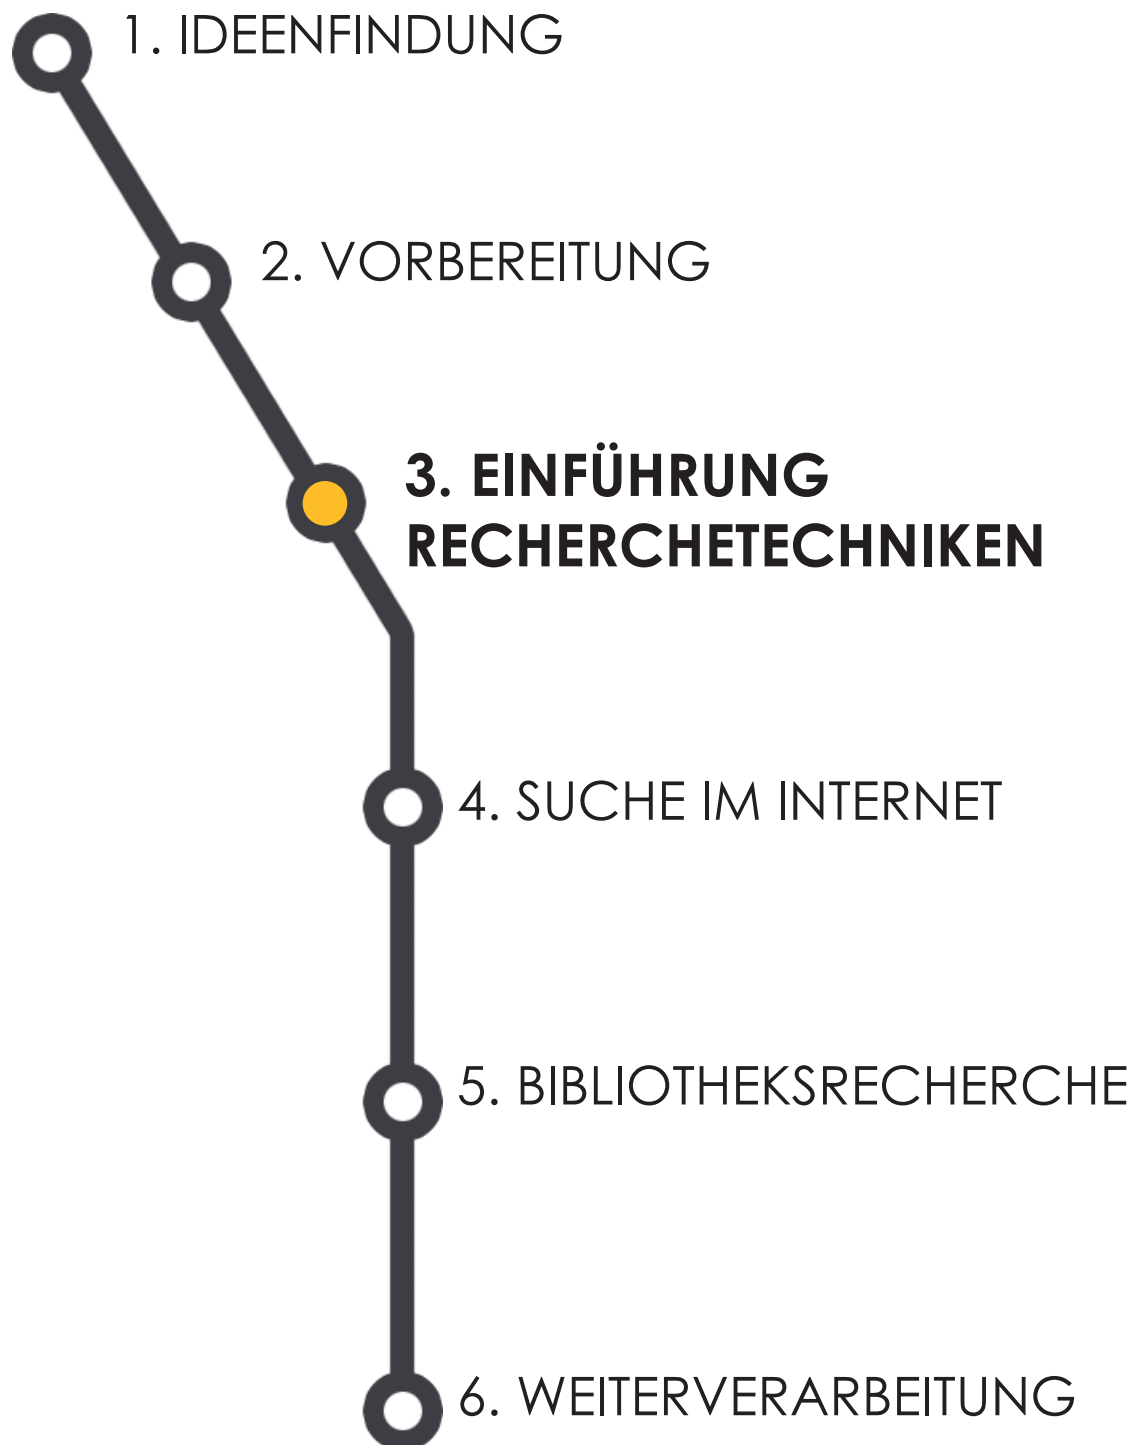 1. IDEENFINDUNG
2. VORBEREITUNG
3. EINFÜHRUNG
RECHERCHETECHNIKEN
4. SUCHE IM INTERNET
5. BIBLIOTHEKSRECHERCHE
6. WEITERVERARBEITUNG